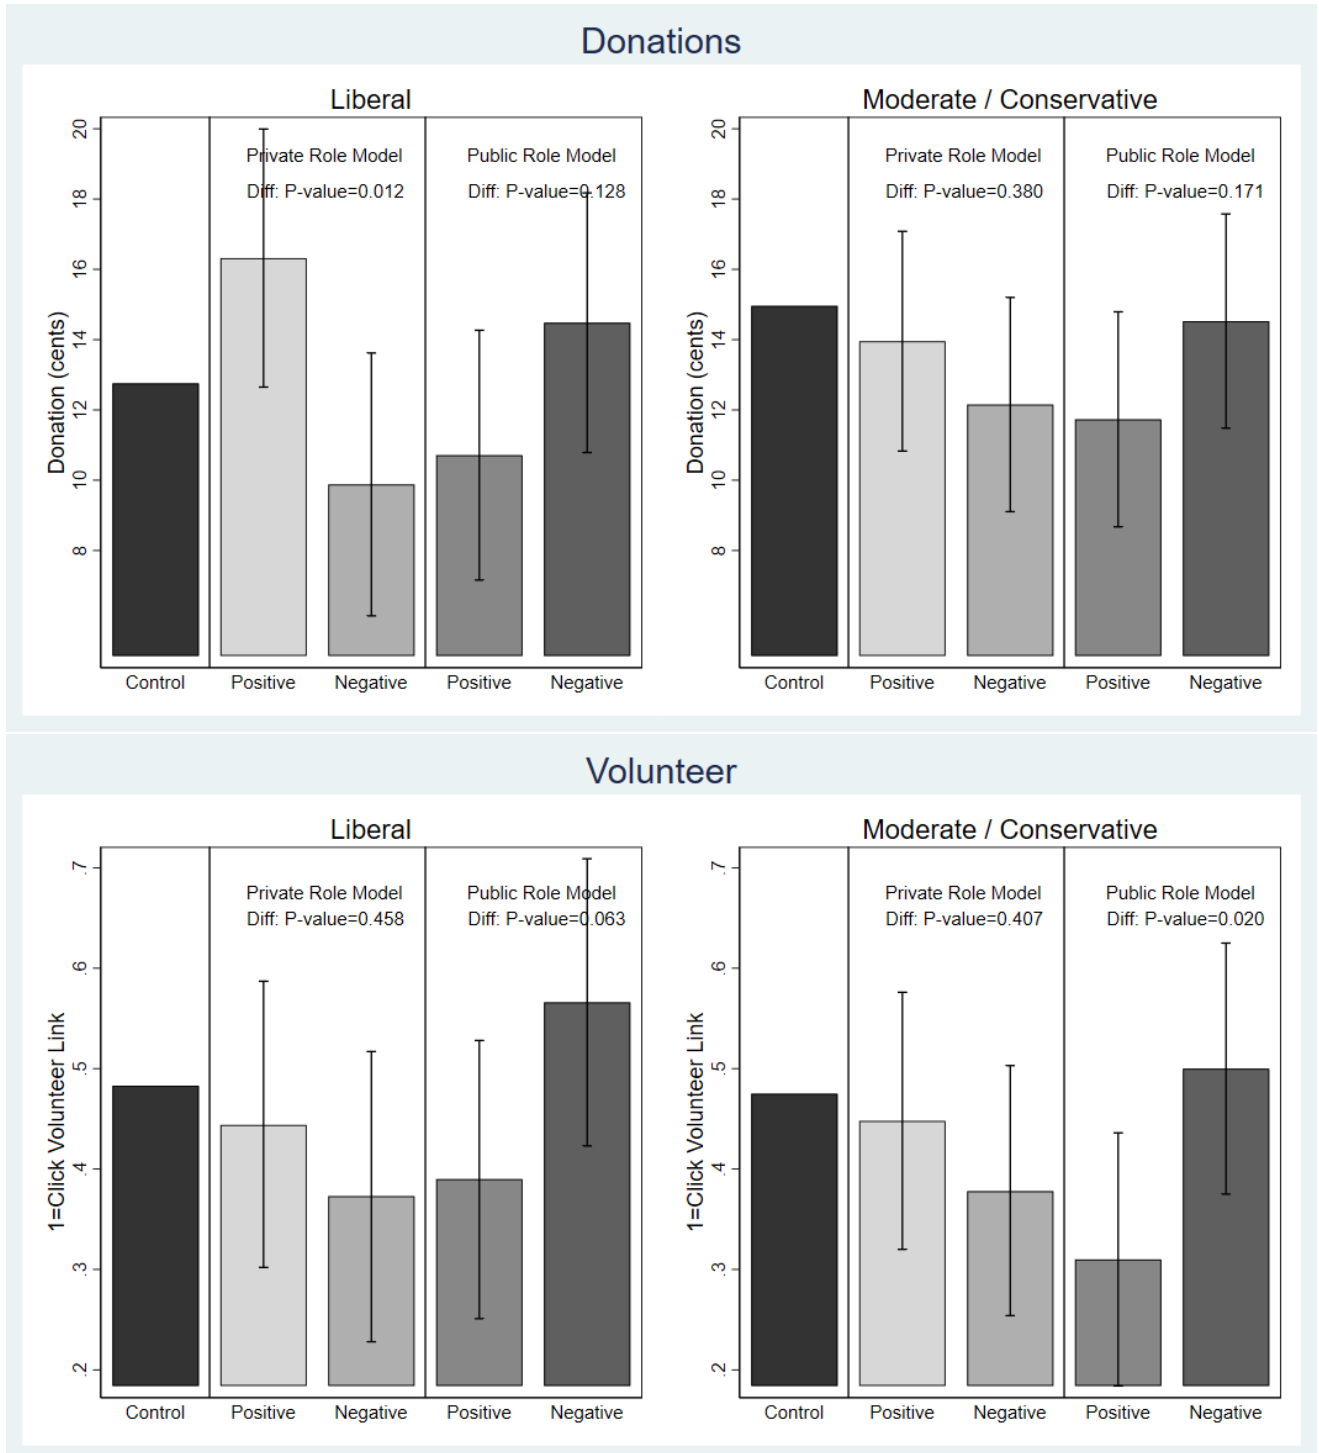 Donations
Liberal
Moderate / Conservative
Private Role Model
Diff: P-value=0.012
Public Role Model
Diff: P-value=0.128
Private Role Model
Diff: P-value=0.380
Public Role Model
Diff: P-value=0.171
Donation (cents)
20
18
16
14
12
10
8
Donation (cents)
20
18
16
14
12
10
8
Control Positive Negative Positive Negative
Control Positive Negative Positive Negative
Volunteer
Liberal
Moderate / Conservative
Private Role Model
Diff: P-value=0.458
Public Role Model
Diff: P-value=0.063
Private Role Model
Diff: P-value=0.407
Public Role Model
Diff: P-value=0.020
1=Click Volunteer Link
.7
.6
.5
.4
.3
.2
1=Click Volunteer Link
.7
.6
.5
.4
.3
.2
Control Positive Negative Positive Negative
Control Positive Negative Positive Negative